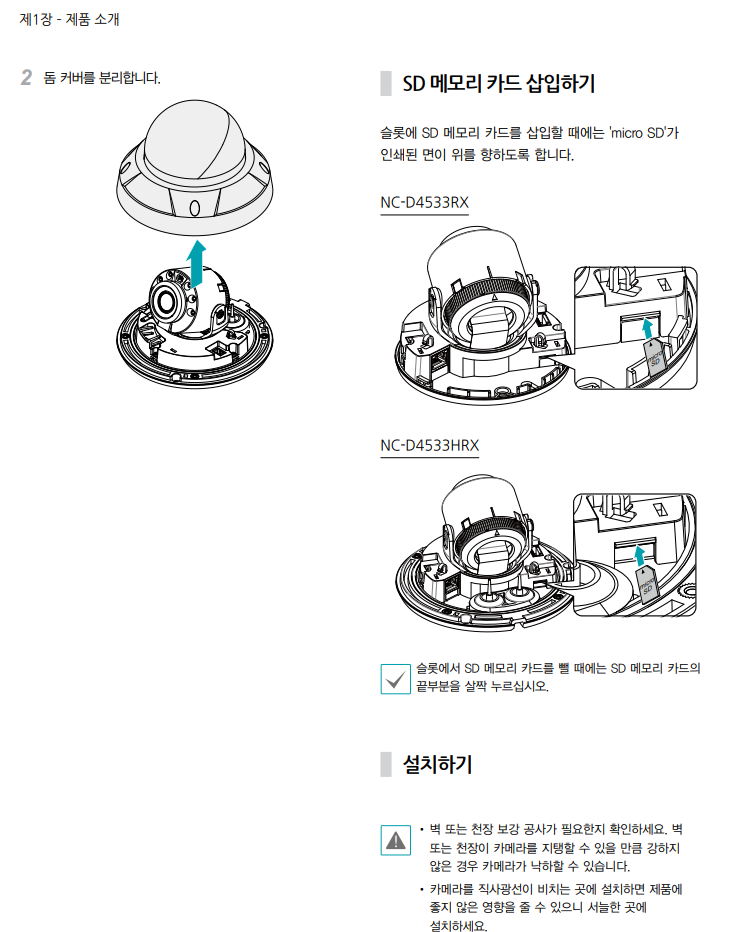 제1장 - 제품 소개
2 돔 커버를 분리합니다.
SD 메모리 카드 삽입하기
슬롯에 SD 메모리 카드를 삽입할 때에는 'micro SD'가
인쇄된 면이 위를 향하도록 합니다.
NC-D4533RX
micro
SD
NC-D4533HRX
micro
SD
슬롯에서 SD 메모리 카드를 뺄 때에는 SD 메모리 카드의
끝부분을 살짝 누르십시오.
설치하기
• 벽 또는 천장 보강 공사가 필요한지 확인하세요. 벽
또는 천장이 카메라를 지탱할 수 있을 만큼 강하지
않은 경우 카메라가 낙하할 수 있습니다.
• 카메라를 직사광선이 비치는 곳에 설치하면 제품에
좋지 않은 영향을 줄 수 있으니 서늘한 곳에
설치하세요.